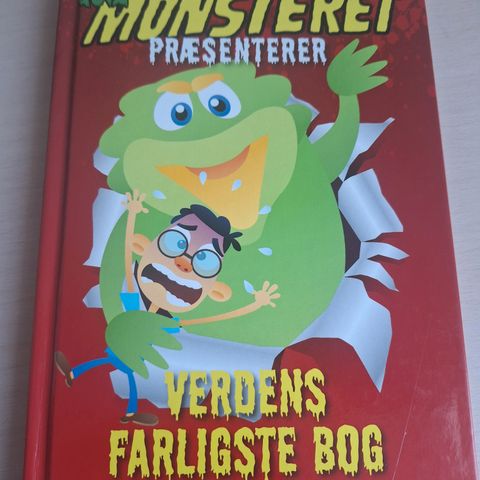 MONSTERET
PRÆSENTERER
VERDENS
FARLIGSTE BOG